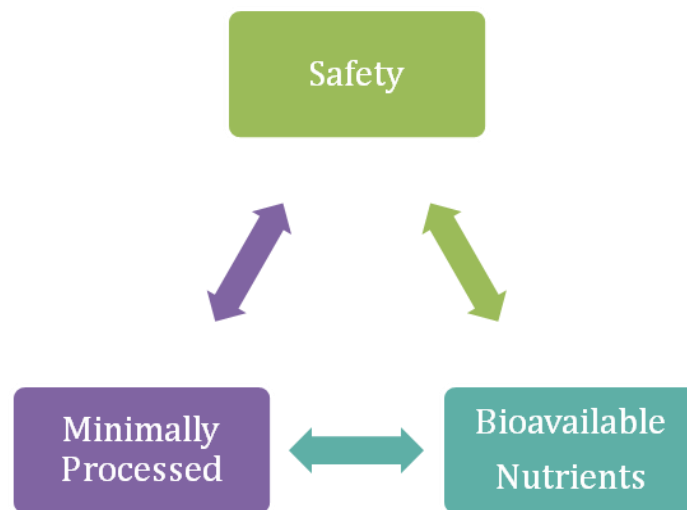 Safety
Minimally
Processed
Bioavailable
Nutrients